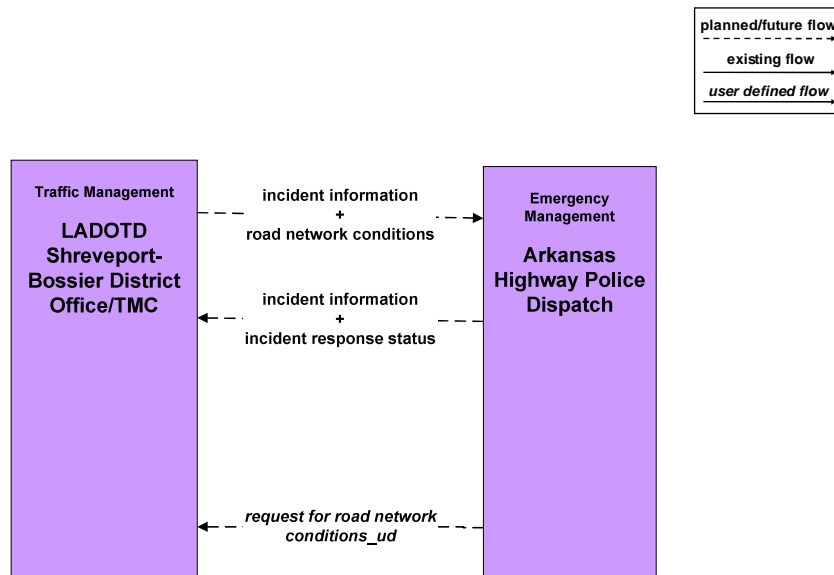 planned/future flow
existing flow
user defined flow
Traffic Management
LADOTD
Shreveport-
Bossier District
Office/TMC
incident information
+
road network conditions
Emergency
Management
Arkansas
Highway Police
Dispatch
incident information
+
incident response status
request for road network
conditions_ud